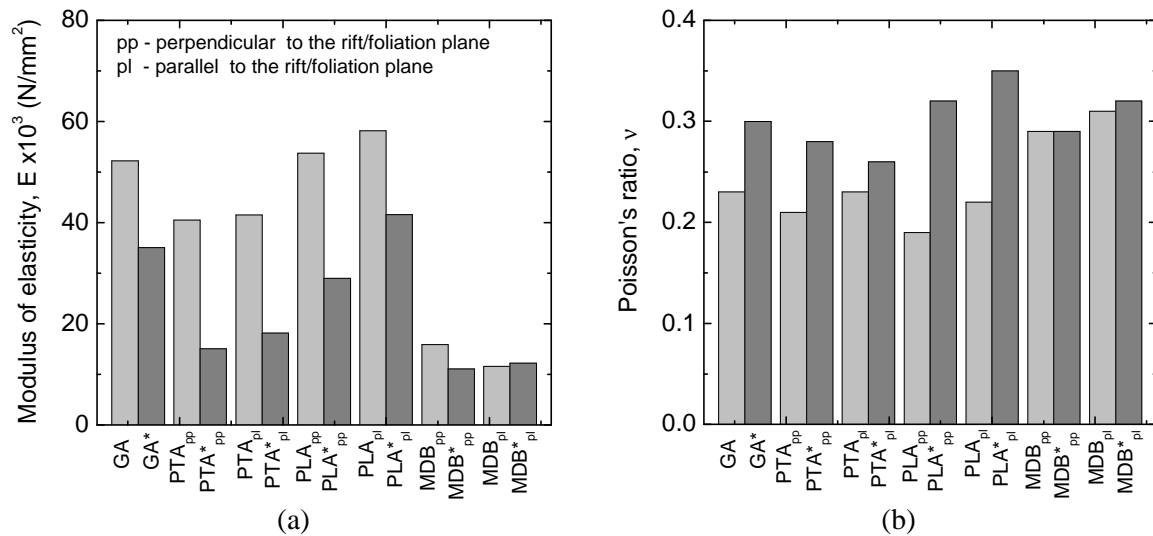 80
60
40
20
0
Modulus of elasticity, E x10³ (N/mm²)
pp - perpendicular to the rift/foliation plane
pl - parallel to the rift/foliation plane
GA GA* PTApp PTA*pp PTApl PTA*pl PLApp PLA*pp PLApl PLA*pl MDBpp MDB*pp MDBpl MDB*pl
(a)
0.4
0.3
0.2
0.1
0.0
Poisson's ratio, ν
GA GA* PTApp PTA*pp PTApl PTA*pl PLApp PLA*pp PLApl PLA*pl MDBpp MDB*pp MDBpl MDB*pl
(b)